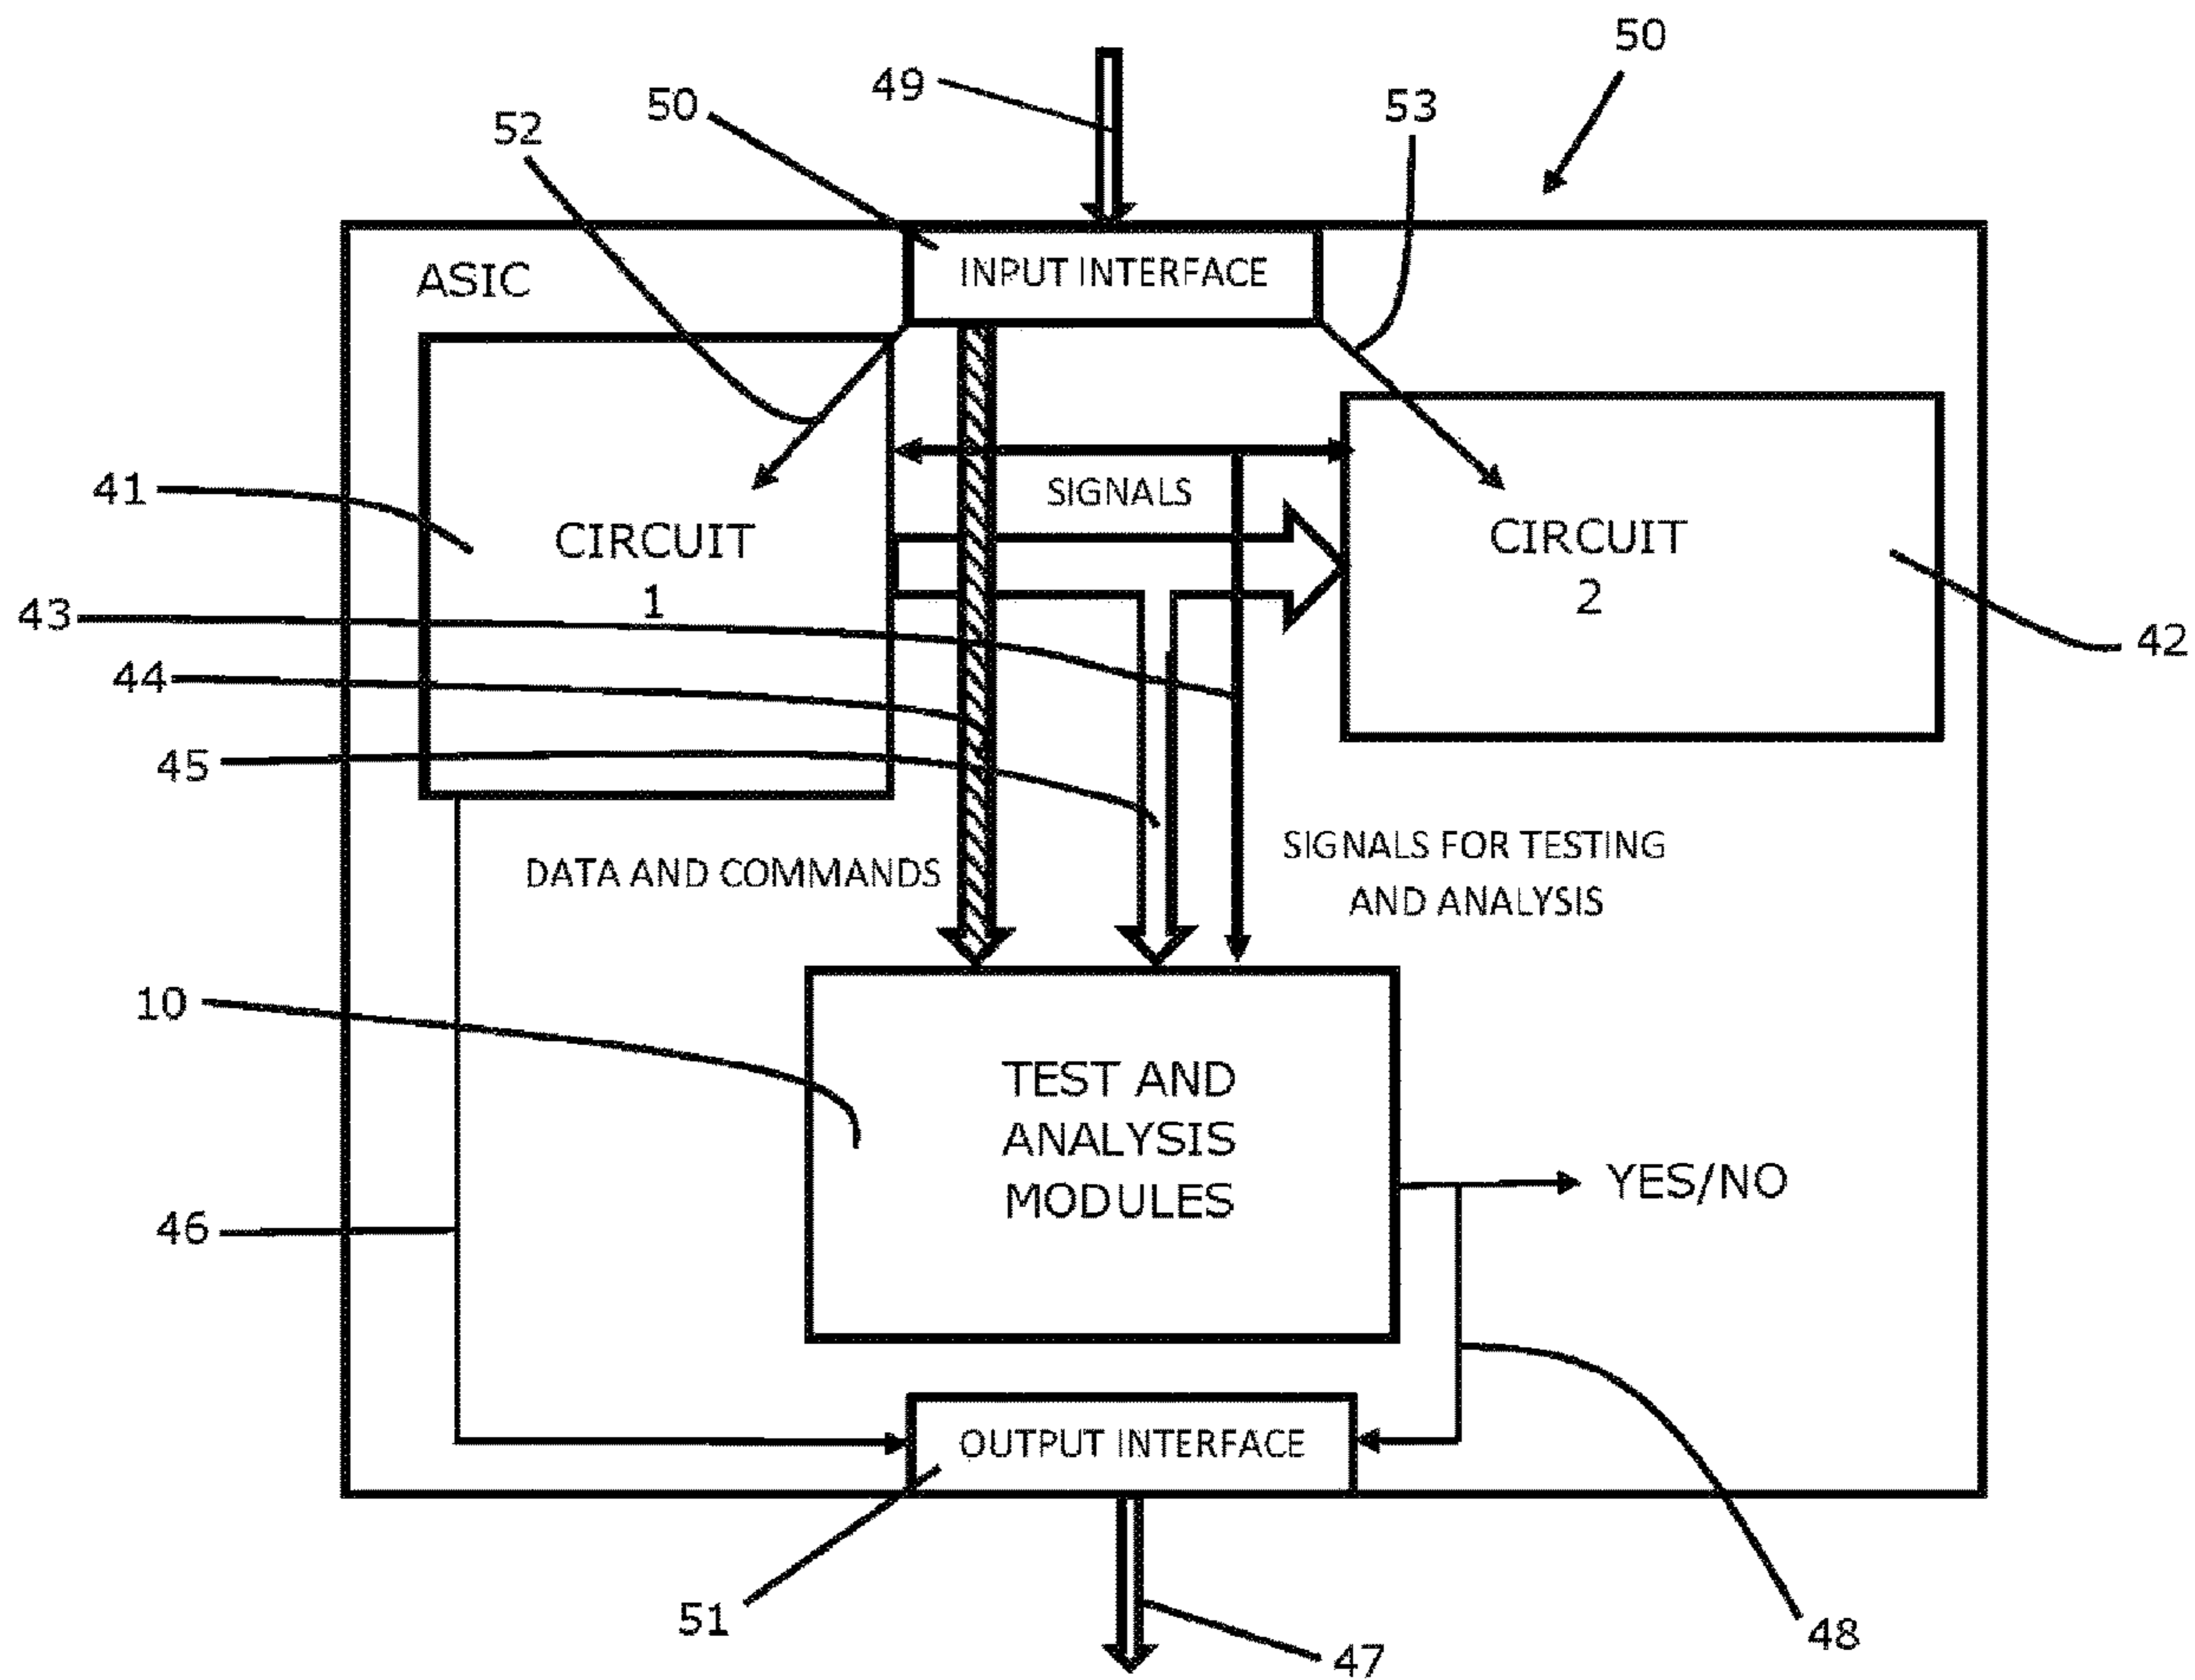 50
49
50
53
52
INPUT INTERFACE
ASIC
41
SIGNALS
CIRCUIT
1
CIRCUIT
2
43
42
44
45
DATA AND COMMANDS
SIGNALS FOR TESTING
AND ANALYSIS
10
TEST AND
ANALYSIS
MODULES
YES/NO
46
OUTPUT INTERFACE
51
48
47